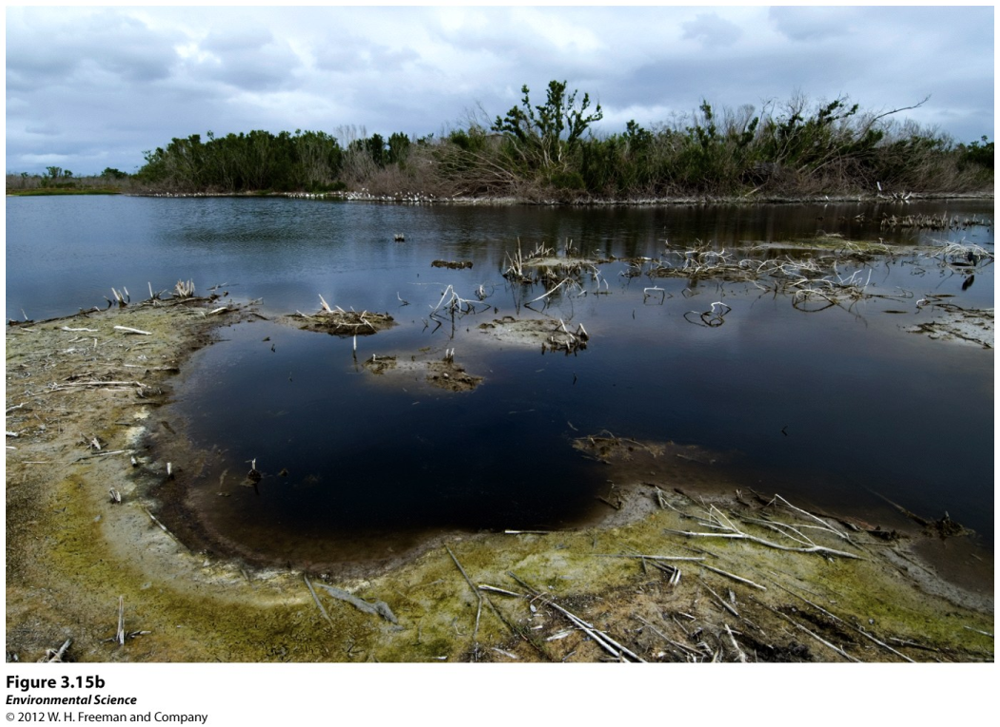 Figure 3.15b
Environmental Science
© 2012 W. H. Freeman and Company